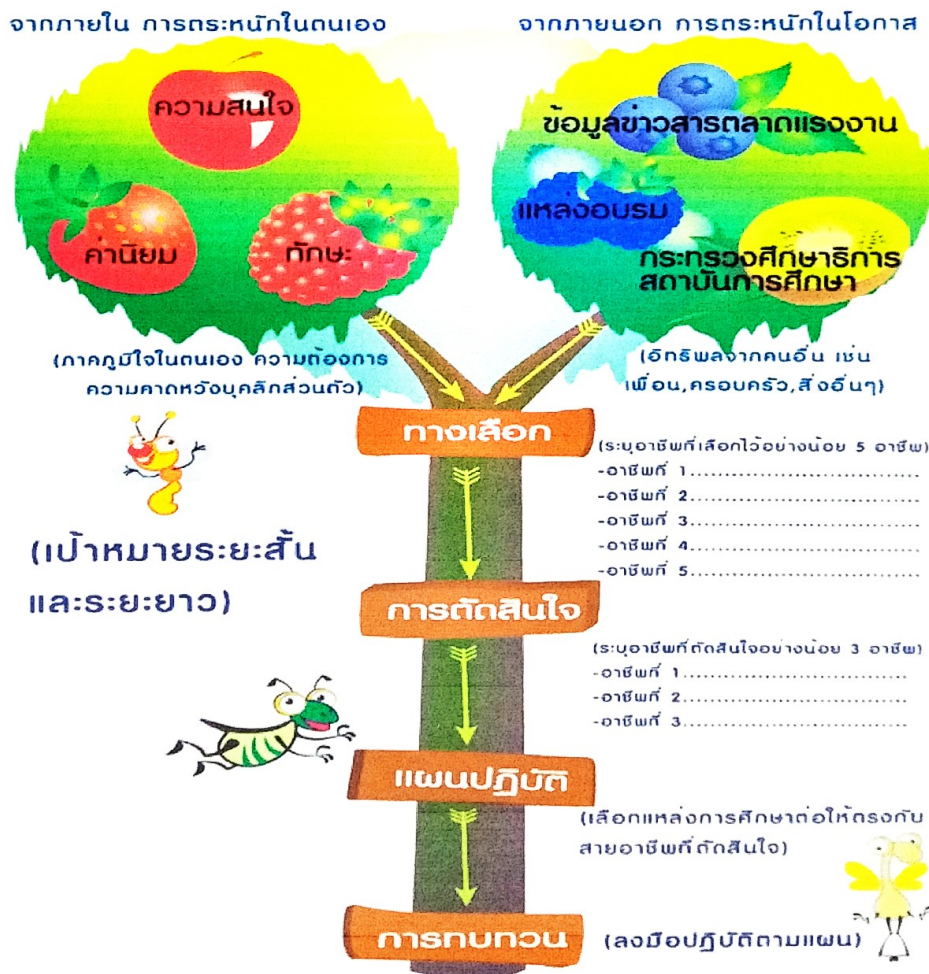 จากภายใน การตระหนักในตนเอง
จากภายนอก การตระหนักในโอกาส
ความสนใจ
ค่านิยม
ทักษะ
ข้อมูลข่าวสารตลาดแรงงาน
แหล่งอบรม
กระทรวงศึกษาธิการ
สถาบันการศึกษา
(ภาคภูมิใจในตนเอง ความต้องการ
ความคาดหวังบุคลิกส่วนตัว)
(อิทธิพลจากคนอื่น เช่น
เพื่อน,ครอบครัว,สิ่งอื่นๆ)
ทางเลือก
(ระบุอาชีพที่เลือกไว้อย่างน้อย 5 อาชีพ)
-อาชีพที่ 1........................................
-อาชีพที่ 2........................................
-อาชีพที่ 3........................................
-อาชีพที่ 4........................................
-อาชีพที่ 5........................................
(เป้าหมายระยะสั้น
และระยะยาว)
การตัดสินใจ
(ระบุอาชีพที่ตัดสินใจอย่างน้อย 3 อาชีพ)
-อาชีพที่ 1.......................................
-อาชีพที่ 2.......................................
-อาชีพที่ 3.......................................
แผนปฏิบัติ
(เลือกแหล่งการศึกษาต่อให้ตรงกับ
สายอาชีพที่ตัดสินใจ)
การทบทวน
(ลงมือปฏิบัติตามแผน)